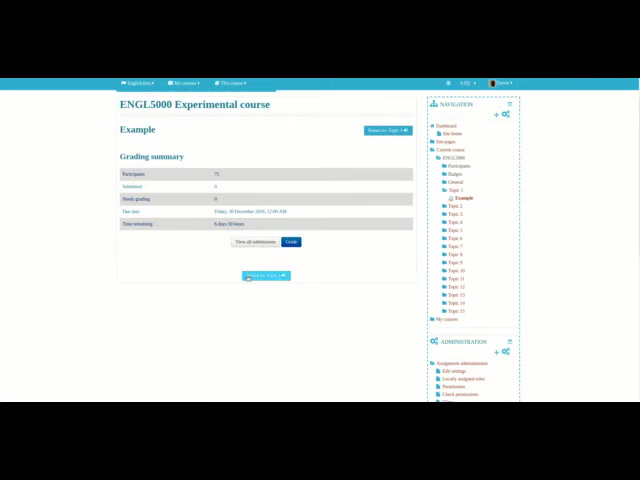 English (en) My courses This course
ENGL5000 Experimental course
Example
Return to: Topic 1
Grading summary
Participants 75
Submitted 0
Needs grading 0
Due date Friday, 30 December 2016, 12:00 AM
Time remaining 6 days 10 hours
View all submissions Grade
Return to: Topic 1
NAVIGATION
Dashboard
Site home
Site pages
Current course
ENGL5000
Participants
Badges
General
Topic 1
Example
Topic 2
Topic 3
Topic 4
Topic 5
Topic 6
Topic 7
Topic 8
Topic 9
Topic 10
Topic 11
Topic 12
Topic 13
Topic 14
Topic 15
My courses
ADMINISTRATION
Assignment administration
Edit settings
Locally assigned roles
Permissions
Check permissions